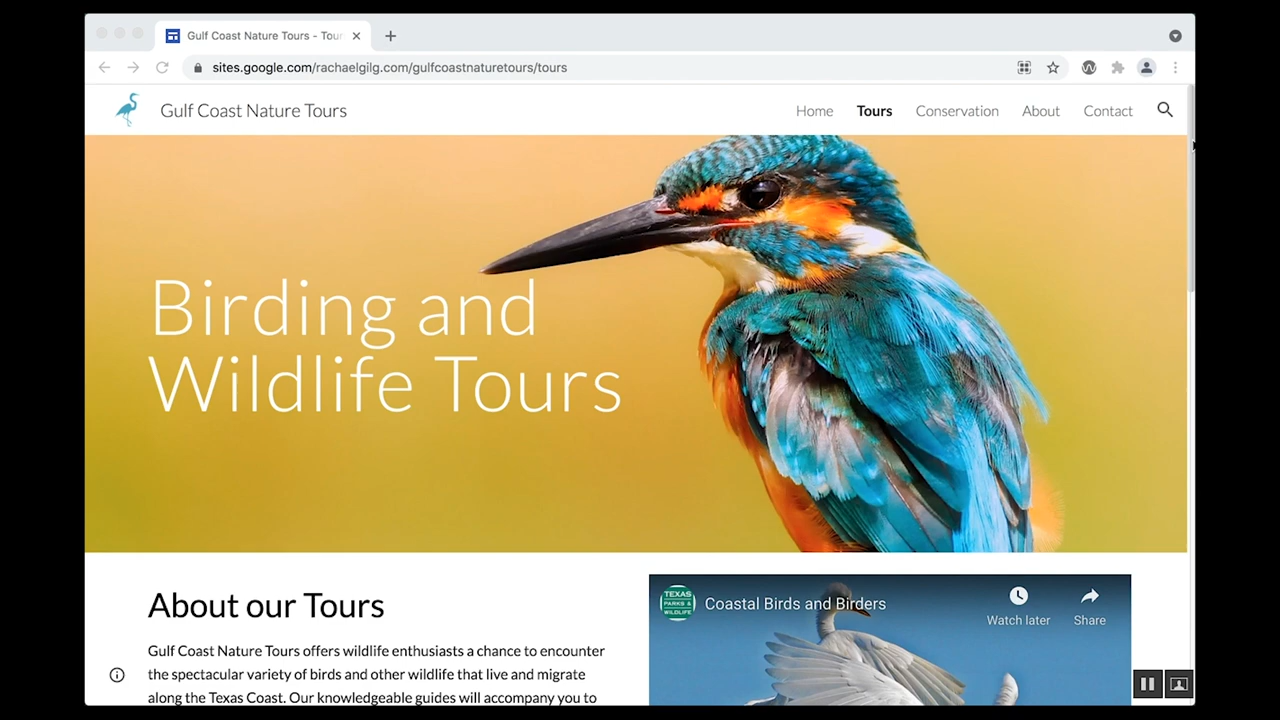 Gulf Coast Nature Tours - Tour
sites.google.com/rachaelgilg.com/gulfcoastnaturetours/tours
Gulf Coast Nature Tours
Home Tours Conservation About Contact
Birding and
Wildlife Tours
About our Tours
Gulf Coast Nature Tours offers wildlife enthusiasts a chance to encounter
the spectacular variety of birds and other wildlife that live and migrate
along the Texas Coast. Our knowledgeable guides will accompany you to
TEXAS
PARKS &
WILDLIFE
Coastal Birds and Birders
Watch later
Share